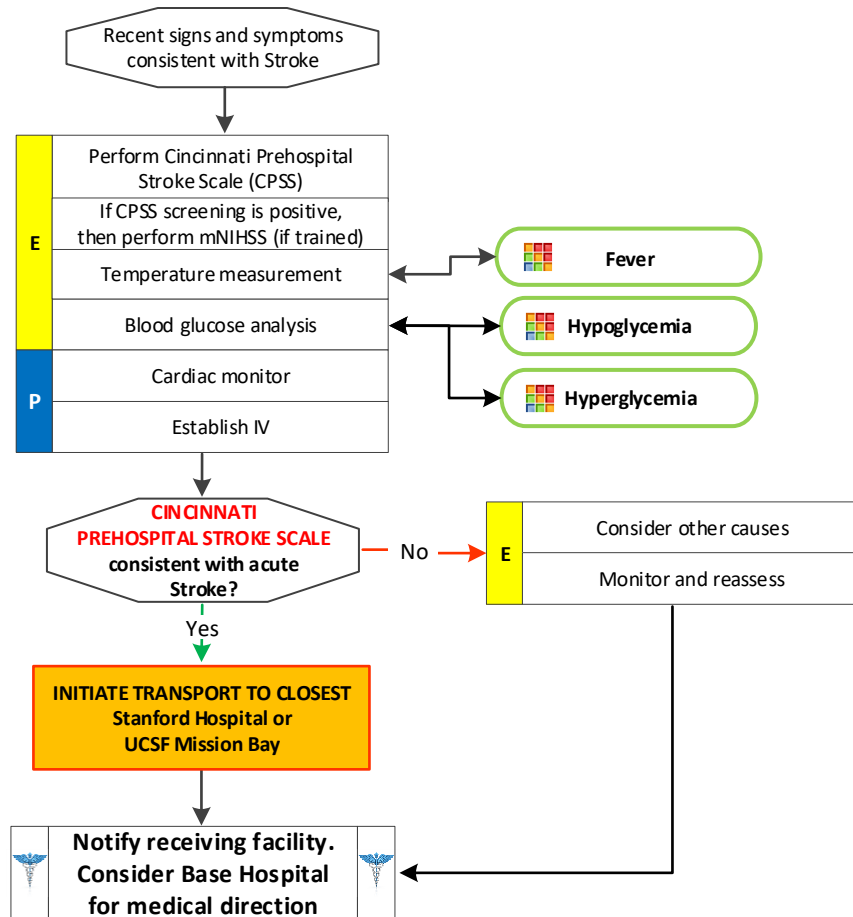 Recent signs and symptoms
consistent with Stroke
E
Perform Cincinnati Prehospital
Stroke Scale (CPSS)
If CPSS screening is positive,
then perform mNIHSS (if trained)
Temperature measurement
Blood glucose analysis
Fever
Hypoglycemia
Hyperglycemia
P
Cardiac monitor
Establish IV
CINCINNATI
PREHOSPITAL STROKE SCALE
consistent with acute
Stroke?
No
E
Consider other causes
Monitor and reassess
Yes
INITIATE TRANSPORT TO CLOSEST
Stanford Hospital or
UCSF Mission Bay
Notify receiving facility.
Consider Base Hospital
for medical direction